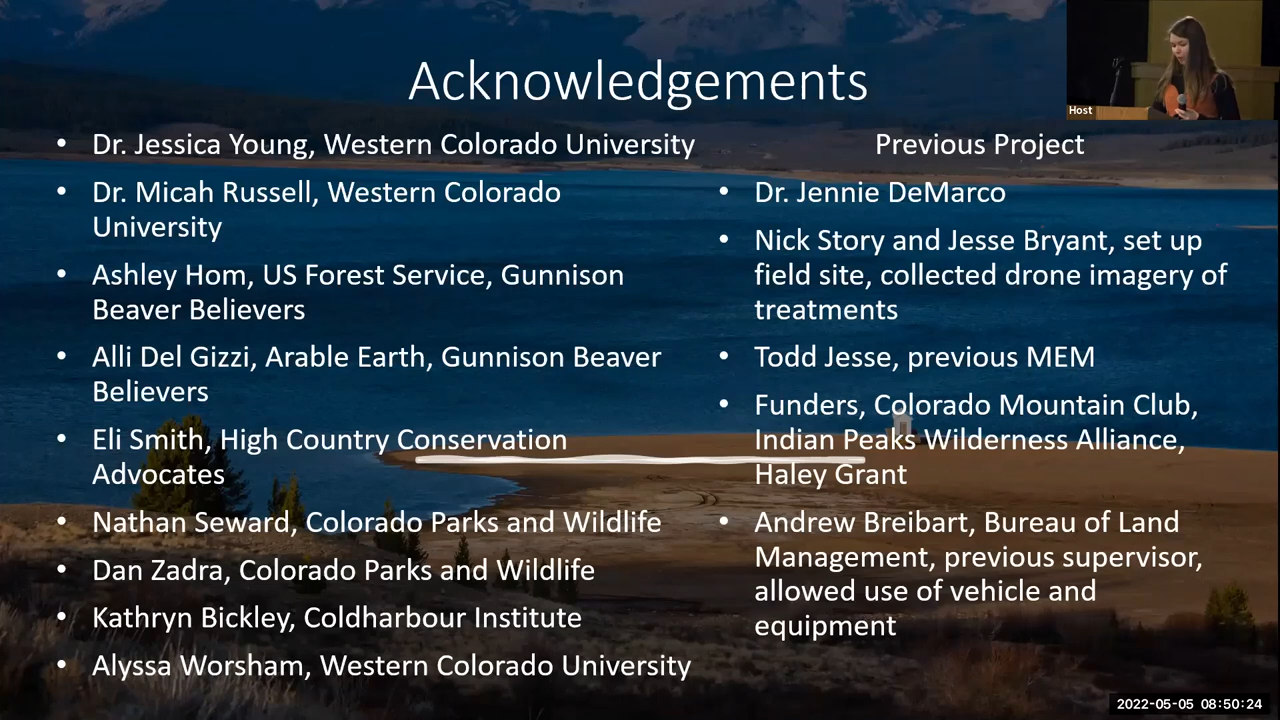 Acknowledgements
• Dr. Jessica Young, Western Colorado University
• Dr. Micah Russell, Western Colorado
University
• Ashley Hom, US Forest Service, Gunnison
Beaver Believers
• Alli Del Gizzi, Arable Earth, Gunnison Beaver
Believers
• Eli Smith, High Country Conservation
Advocates
• Nathan Seward, Colorado Parks and Wildlife
• Dan Zadra, Colorado Parks and Wildlife
• Kathryn Bickley, Coldharbour Institute
• Alyssa Worsham, Western Colorado University
Previous Project
• Dr. Jennie DeMarco
• Nick Story and Jesse Bryant, set up
field site, collected drone imagery of
treatments
• Todd Jesse, previous MEM
• Funders, Colorado Mountain Club,
Indian Peaks Wilderness Alliance,
Haley Grant
• Andrew Breibart, Bureau of Land
Management, previous supervisor,
allowed use of vehicle and
equipment
Host
2022-05-05 08:50:24